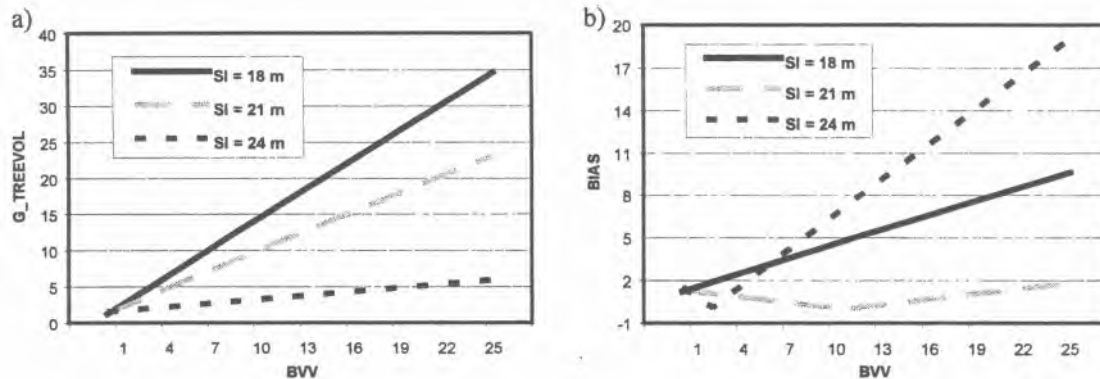 a)
G_TREEVOL
40
35
30
25
20
15
10
5
0
SI = 18 m
SI = 21 m
SI = 24 m
1 4 7 10 13 16 19 22 25
BVV
b)
BIAS
20
17
14
11
8
5
2
-1
SI = 18 m
SI = 21 m
SI = 24 m
1 4 7 10 13 16 19 22 25
BVV